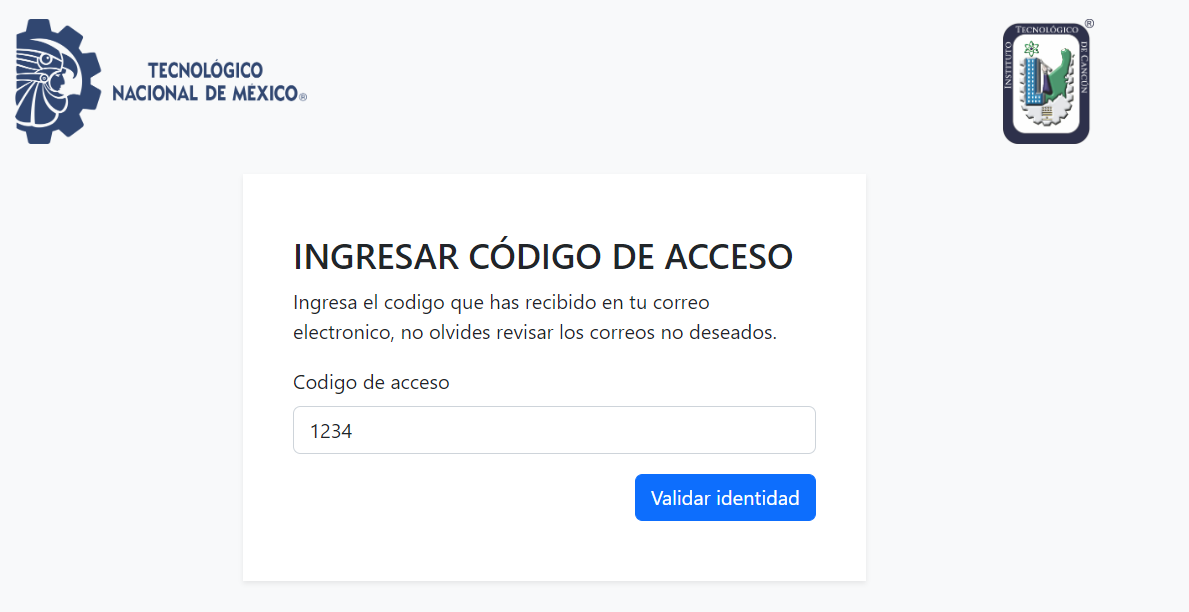 TECNOLÓGICO
NACIONAL DE MÉXICO®
INSTITUTO TECNOLÓGICO DE CANCÚN ®
INGRESAR CÓDIGO DE ACCESO
Ingresa el codigo que has recibido en tu correo
electronico, no olvides revisar los correos no deseados.
Codigo de acceso
1234
Validar identidad